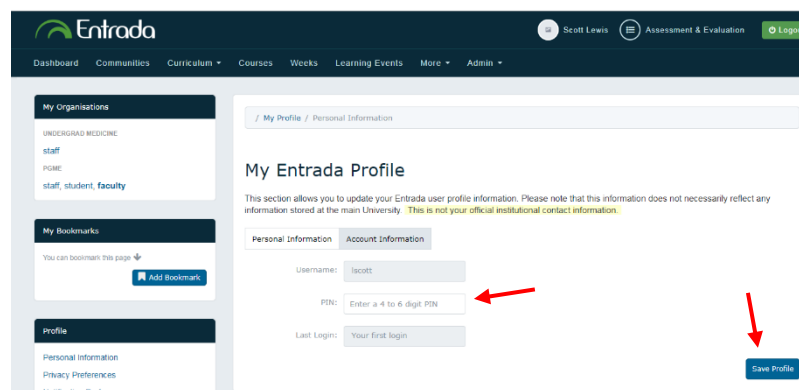 Entrada
Scott Lewis
Assessment & Evaluation
Dashboard Communities Curriculum Courses Weeks Learning Events More Admin
My Organisations
UNDERGRAD MEDICINE
staff
PGME
staff, student, faculty
My Bookmarks
You can bookmark this page
Add Bookmark
Profile
Personal Information
Privacy Preferences
/ My Profile / Personal Information
My Entrada Profile
This section allows you to update your Entrada user profile information. Please note that this information does not necessarily reflect any
information stored at the main University. This is not your official institutional contact information.
Personal Information Account Information
Username: lscott
PIN: Enter a 4 to 6 digit PIN
Last Login: Your first login
Save Profile